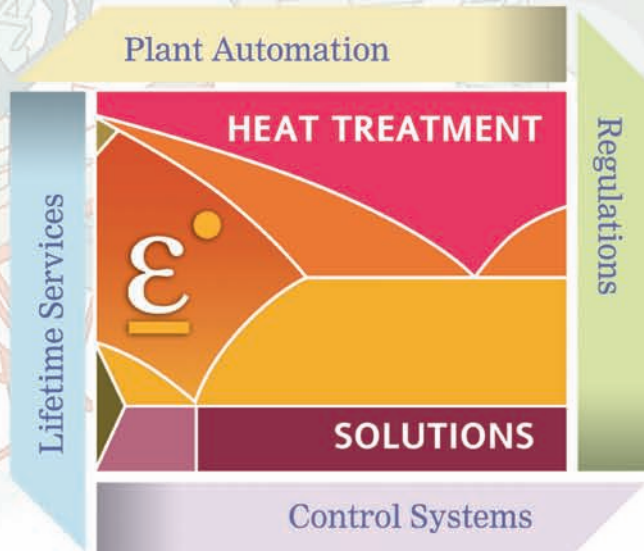 Plant Automation
HEAT TREATMENT
Regulations
Lifetime Services
ε
SOLUTIONS
Control Systems